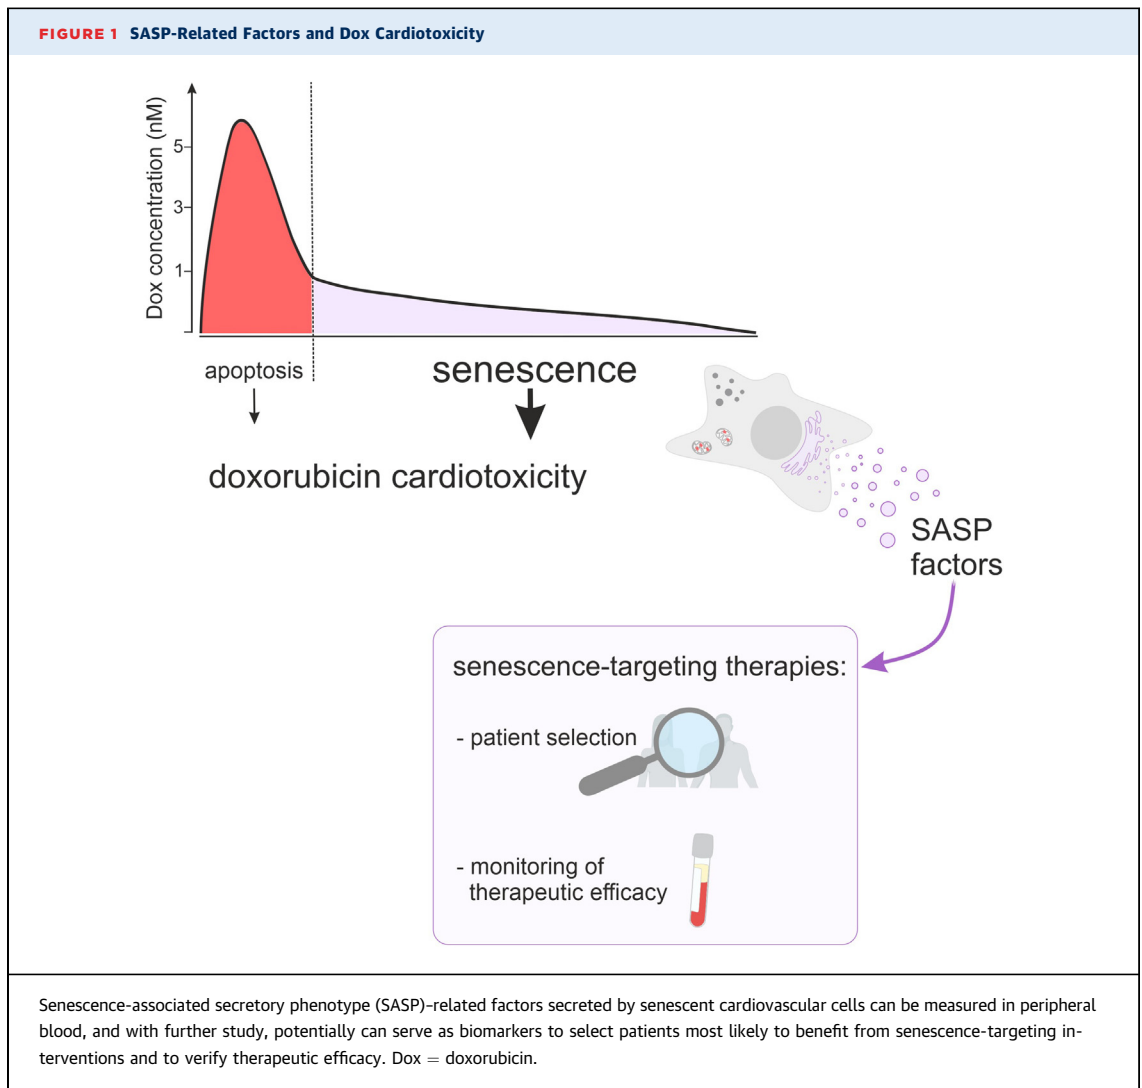 FIGURE 1 SASP-Related Factors and Dox Cardiotoxicity
Dox concentration (nM)
5
3
1
apoptosis
senescence
doxorubicin cardiotoxicity
SASP
factors
senescence-targeting therapies:
- patient selection
- monitoring of
therapeutic efficacy
Senescence-associated secretory phenotype (SASP)-related factors secreted by senescent cardiovascular cells can be measured in peripheral
blood, and with further study, potentially can serve as biomarkers to select patients most likely to benefit from senescence-targeting in-
terventions and to verify therapeutic efficacy. Dox = doxorubicin.